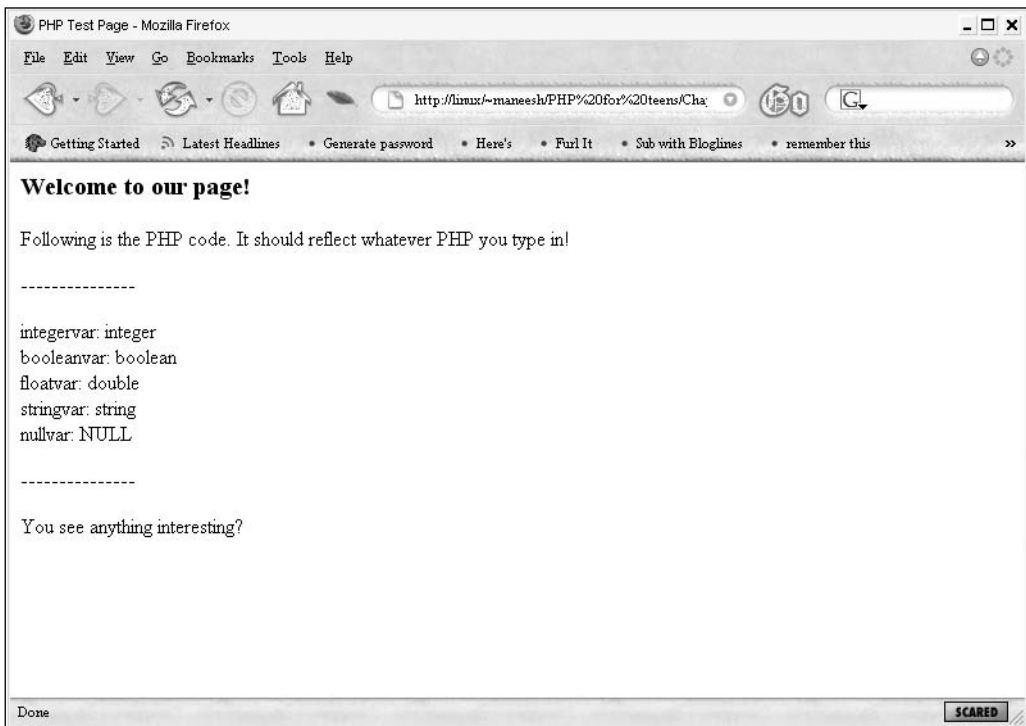 PHP Test Page - Mozilla Firefox
File Edit View Go Bookmarks Tools Help
http://linux/~maneesh/PHP%20for%20teens/Cha
Go G
Getting Started Latest Headlines Generate password Here's Furl It Sub with Bloglines remember this »
Welcome to our page!
Following is the PHP code. It should reflect whatever PHP you type in!
---------------
integervar: integer
booleanvar: boolean
floatvar: double
stringvar: string
nullvar: NULL
---------------
You see anything interesting?
Done SCARED